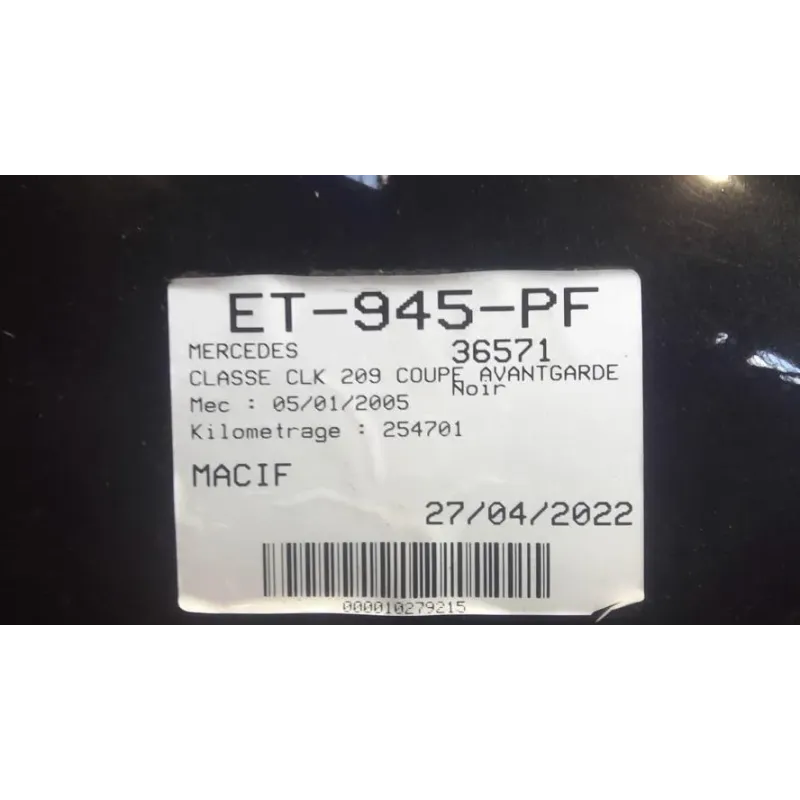 ET-945-PF
MERCEDES 36571
CLASSE CLK 209 COUPE AVANTGARDE
Noir
Mec : 05/01/2005
Kilometrage : 254701
MACIF
27/04/2022
000010279215